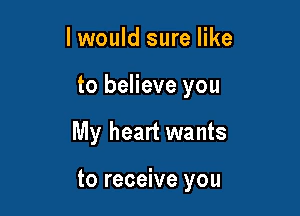 I would sure like
to believe you
My heart wants
to receive you